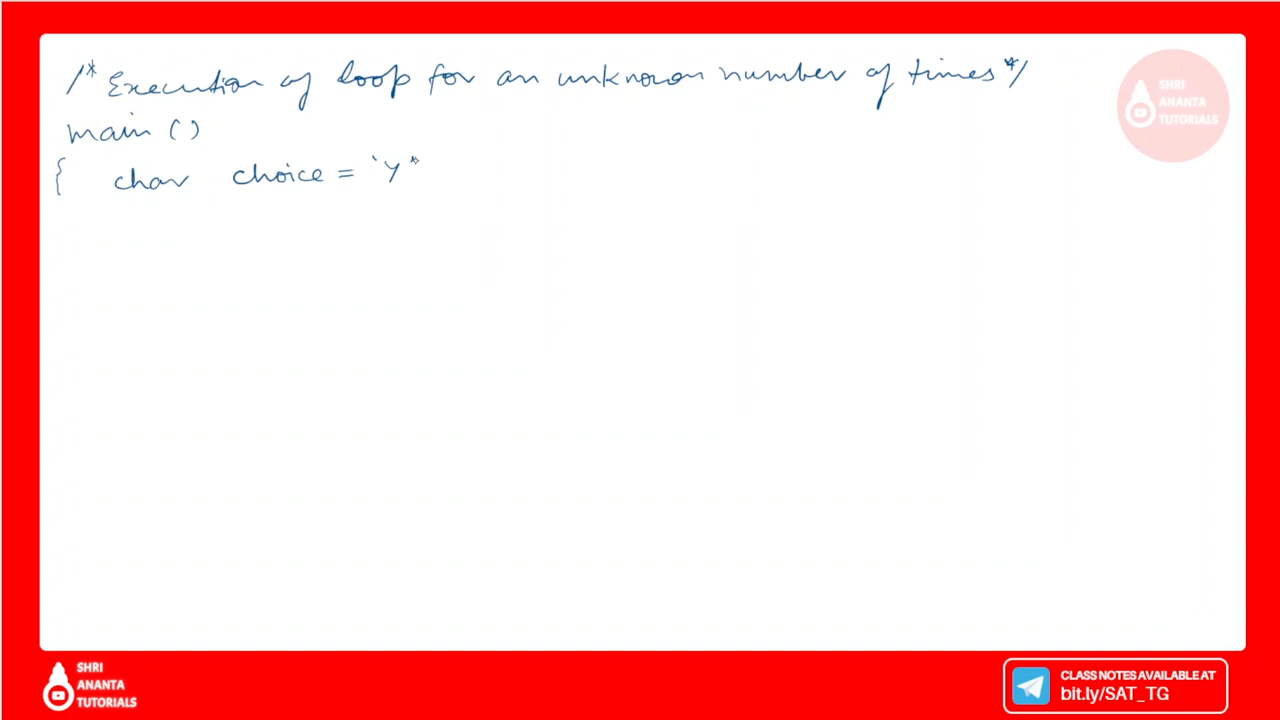 /* Execution of loop for an unknown number of times */
main ()
{ char choice = 'y'
SHRI
ANANTA
TUTORIALS
SHRI
ANANTA
TUTORIALS
CLASS NOTES AVAILABLE AT
bit.ly/SAT_TG